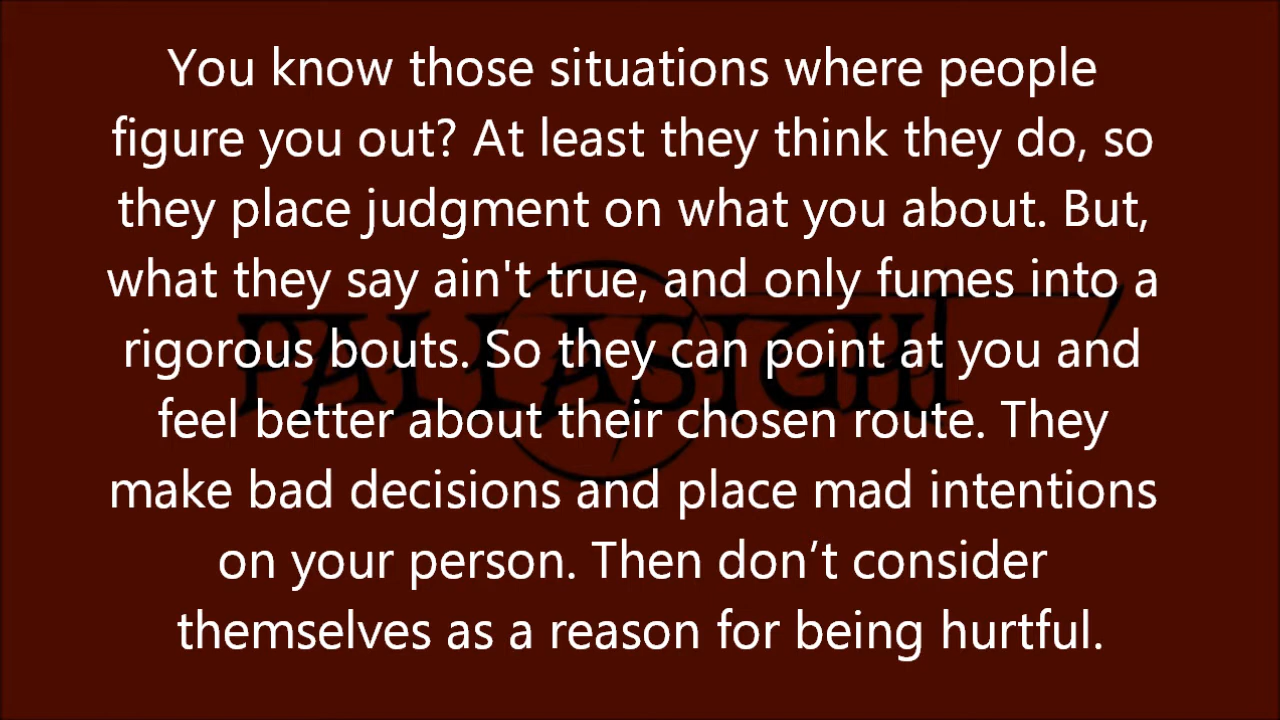 You know those situations where people
figure you out? At least they think they do, so
they place judgment on what you about. But,
what they say ain't true, and only fumes into a
rigorous bouts. So they can point at you and
feel better about their chosen route. They
make bad decisions and place mad intentions
on your person. Then don’t consider
themselves as a reason for being hurtful.
PALLASIGHT